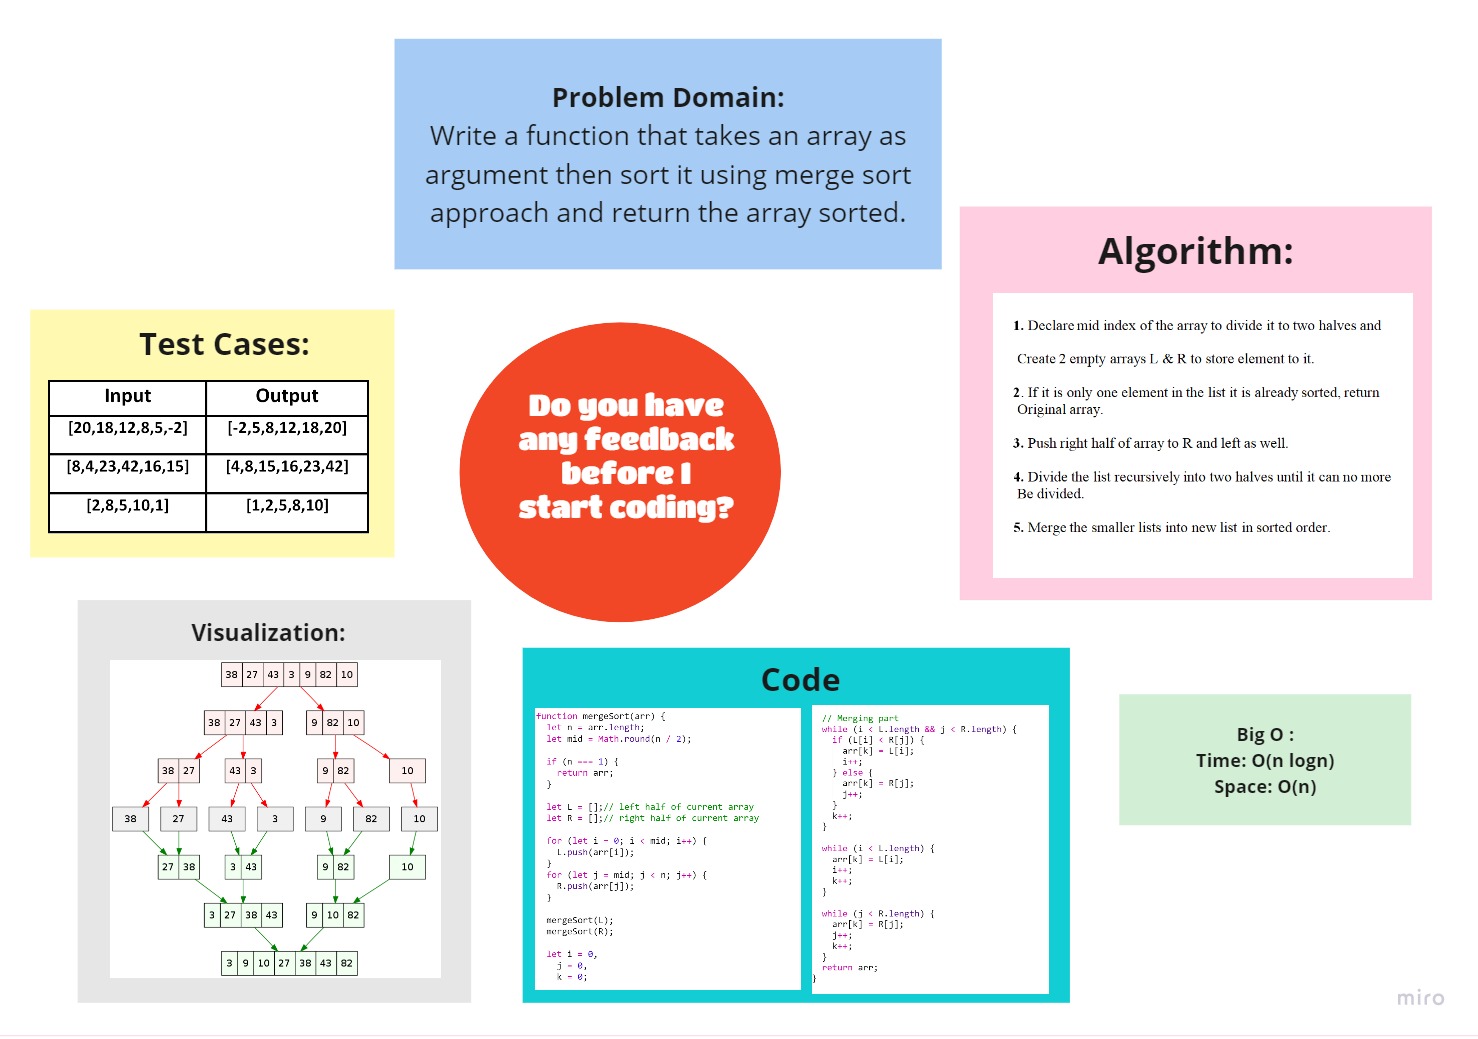 Problem Domain:
Write a function that takes an array as
argument then sort it using merge sort
approach and return the array sorted.
Algorithm:
1. Declare mid index of the array to divide it to two halves and
Create 2 empty arrays L & R to store element to it.
2. If it is only one element in the list it is already sorted, return
Original array.
3. Push right half of array to R and left as well.
4. Divide the list recursively into two halves until it can no more
Be divided.
5. Merge the smaller lists into new list in sorted order.
Test Cases:
Input Output
[20,18,12,8,5,-2] [-2,5,8,12,18,20]
[8,4,23,42,16,15] [4,8,15,16,23,42]
[2,8,5,10,1] [1,2,5,8,10]
Do you have
any feedback
before I
start coding?
Visualization:
38 27 43 3 9 82 10
38 27 43 3 9 82 10
38 27 43 3 9 82 10
38 27 43 3 9 82 10
27 38 3 43 9 82 10
3 27 38 43 9 10 82
3 9 10 27 38 43 82
Code
function mergeSort(arr) {
let n = arr.length;
let mid = Math.round(n / 2);
if (n === 1) {
return arr;
}
let L = [];// left half of current array
let R = [];// right half of current array
for (let i = 0; i < mid; i++) {
L.push(arr[i]);
}
for (let j = mid; j < n; j++) {
R.push(arr[j]);
}
mergeSort(L);
mergeSort(R);
let i = 0,
j = 0,
k = 0;
// Merging part
while (i < L.length && j < R.length) {
if (L[i] < R[j]) {
arr[k] = L[i];
i++;
} else {
arr[k] = R[j];
j++;
}
k++;
}
while (i < L.length) {
arr[k] = L[i];
i++;
k++;
}
while (j < R.length) {
arr[k] = R[j];
j++;
k++;
}
return arr;
}
Big O :
Time: O(n logn)
Space: O(n)
miro